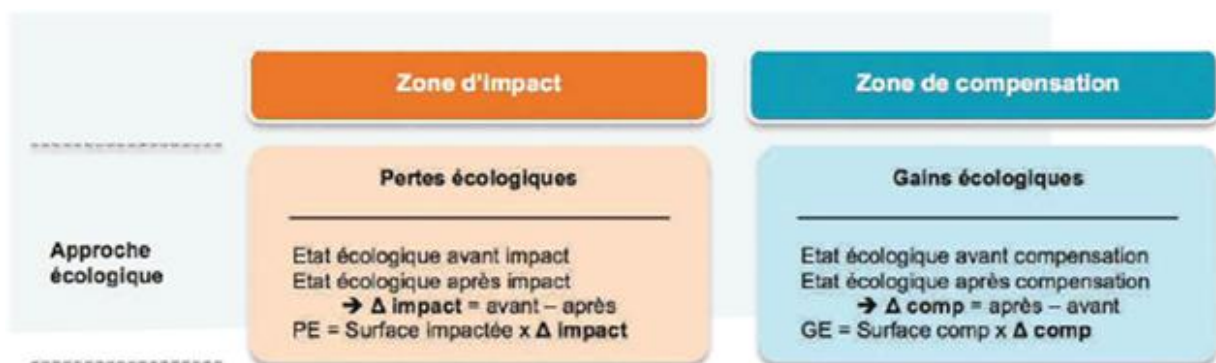 Zone d'impact
Zone de compensation
Approche
écologique
Pertes écologiques
Etat écologique avant impact
Etat écologique après impact
➔ Δ impact = avant – après
PE = Surface impactée x Δ impact
Gains écologiques
Etat écologique avant compensation
Etat écologique après compensation
➔ Δ comp = après – avant
GE = Surface comp x Δ comp